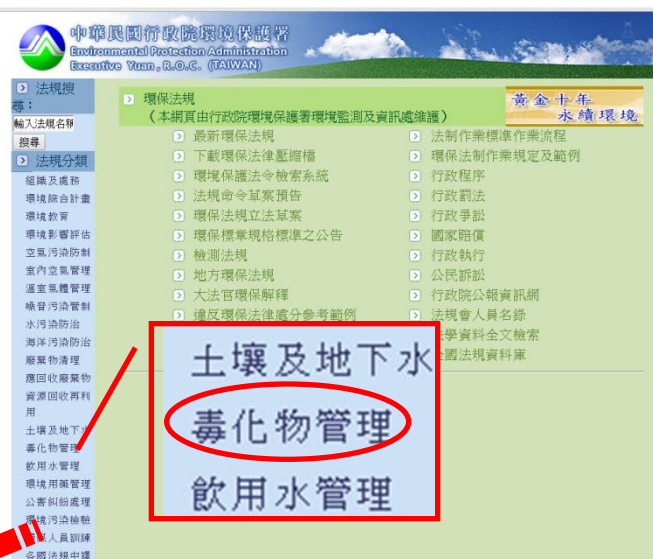 中華民國行政院環境保護署
Environmental Protection Administration
Executive Yuan, R.O.C. (TAIWAN)
法規搜尋：
輸入法規名稱
搜尋
法規分類
組織及處務
環境綜合計畫
環境教育
環境影響評估
空氣污染防制
室內空氣管理
溫室氣體管理
噪音污染管制
水污染防治
海洋污染防治
廢棄物清理
應回收廢棄物
資源回收再利用
土壤及地下水
毒化物管理
飲用水管理
環境用藥管理
公害糾紛處理
環境污染檢驗
人員訓練
各國法規中譯
環保法規
（本網頁由行政院環境保護署環境監測及資訊處維護）
黃金十年
永續環境
最新環保法規
下載環保法律壓縮檔
環境保護法令檢索系統
法規命令草案預告
環保法規立法草案
環保標章規格標準之公告
檢測法規
地方環保法規
大法官環保解釋
違反環保法律處分參考範例
法制作業標準作業流程
環保法制作業規定及範例
行政程序
行政罰法
行政爭訟
國家賠償
行政執行
公民訴訟
行政院公報資訊網
法規會人員名錄
法學資料全文檢索
全國法規資料庫
土壤及地下水
毒化物管理
飲用水管理